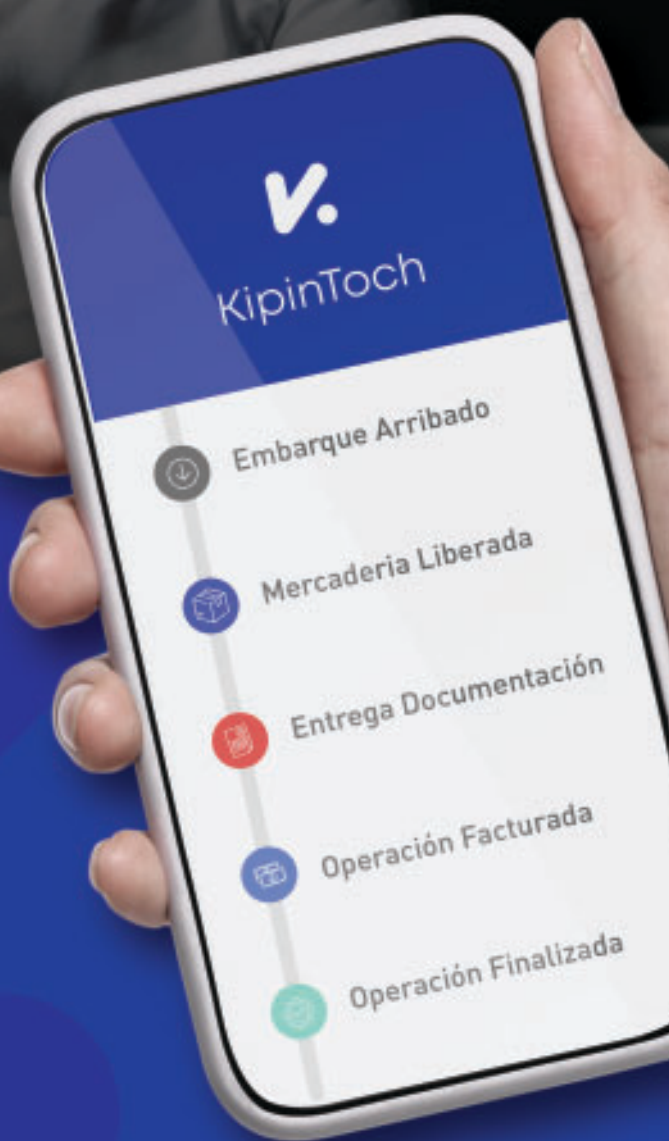 K.
KipinToch
Embarque Arribado
Mercaderia Liberada
Entrega Documentación
Operación Facturada
Operación Finalizada